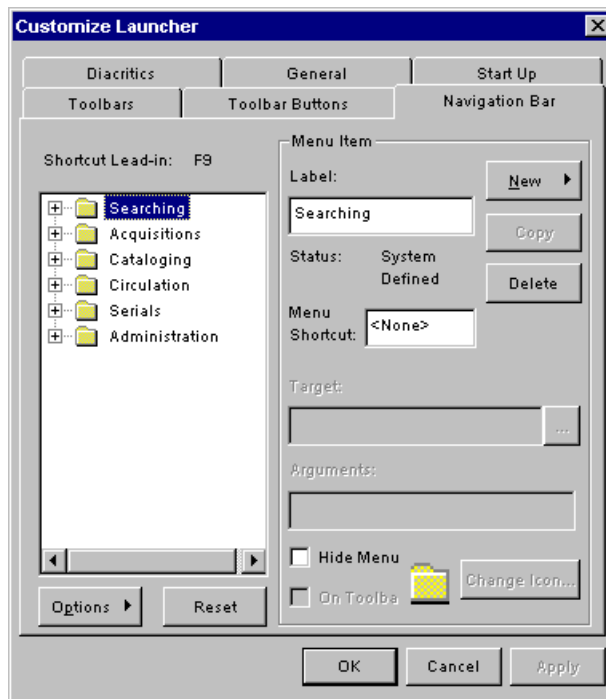 Customize Launcher
Diacritics General Start Up
Toolbars Toolbar Buttons Navigation Bar
Shortcut Lead-in: F9
Searching
Acquisitions
Cataloging
Circulation
Serials
Administration
Options
Reset
Menu Item
Label:
New
Searching
Copy
Status: System
Defined
Delete
Menu
Shortcut: <None>
Target:
...
Arguments:
Hide Menu
On Toolba
Change Icon...
OK Cancel Apply